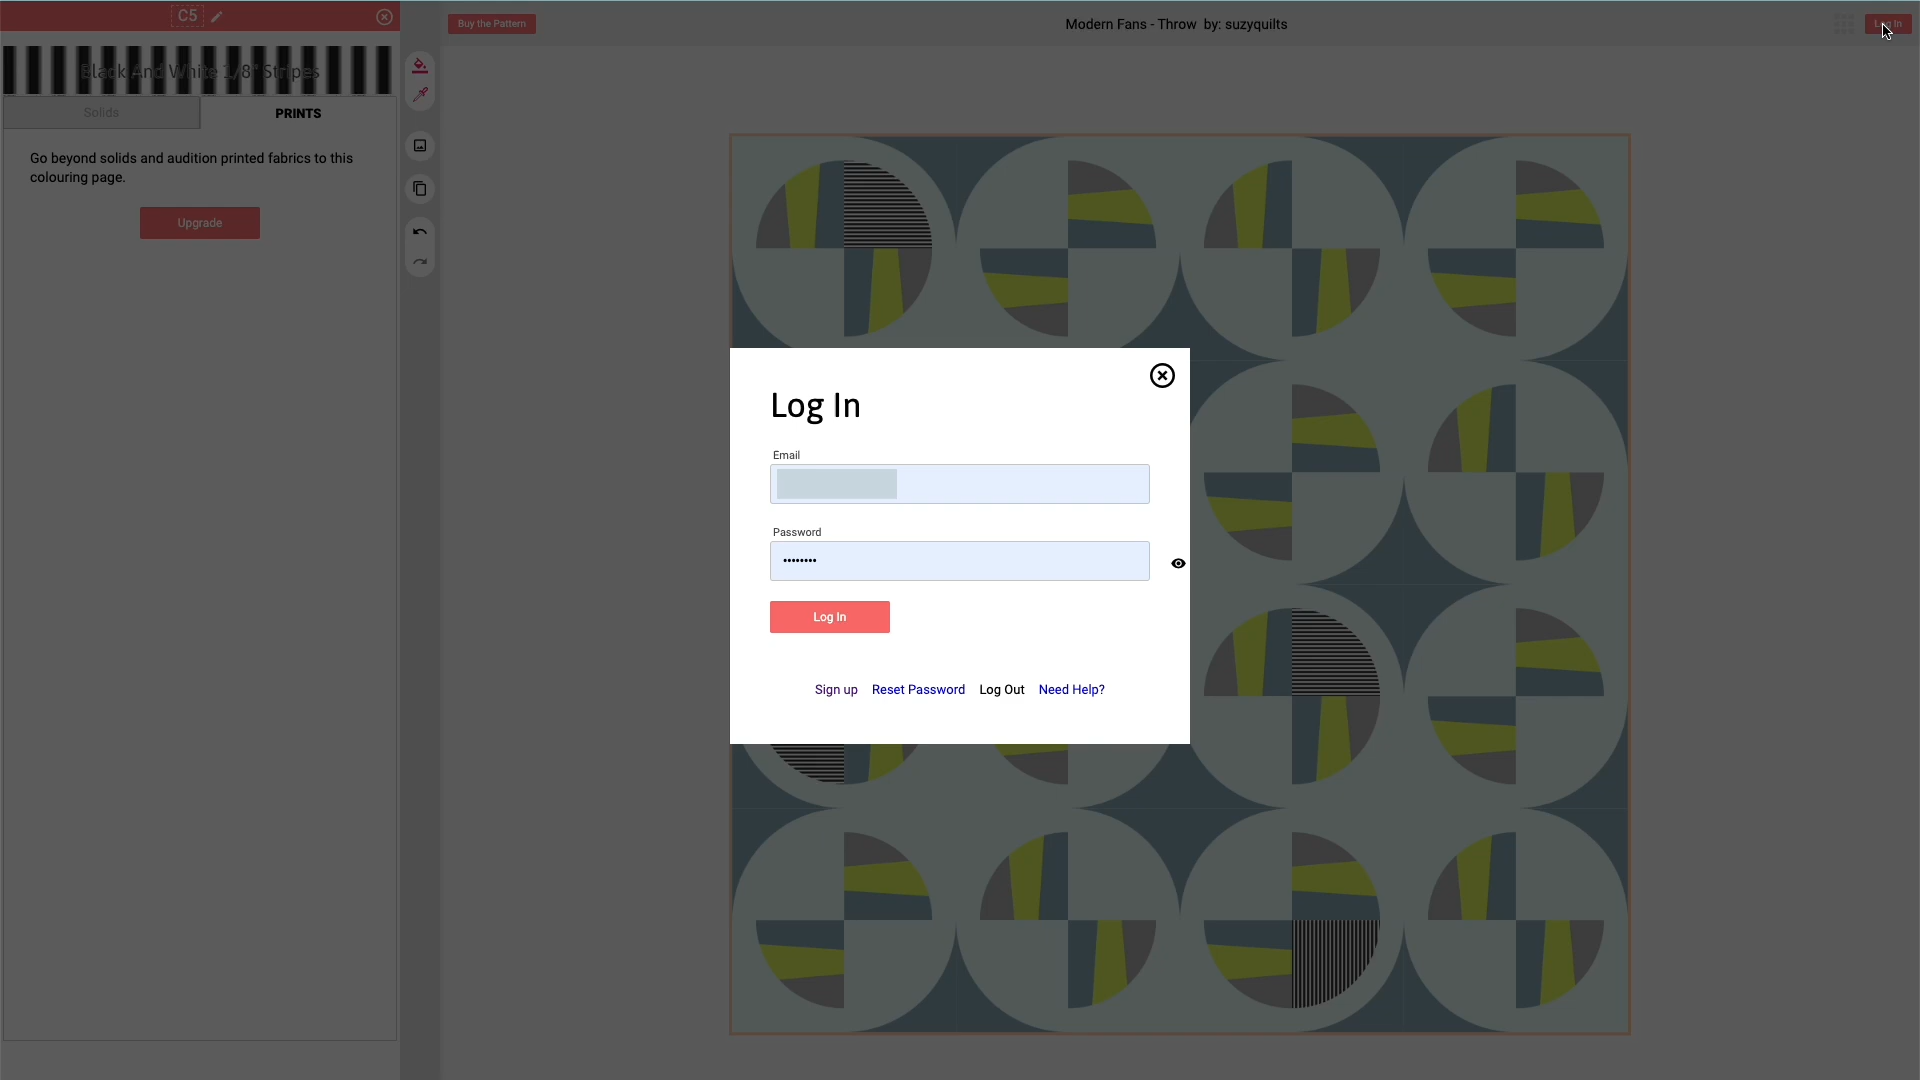 C5
Black And White 1/8" Stripes
Solids
PRINTS
Go beyond solids and audition printed fabrics to this
colouring page.
Upgrade
Buy the Pattern
Modern Fans - Throw by: suzyquilts
Log In
Log In
Email
Password
••••••••
Log In
Sign up Reset Password Log Out Need Help?